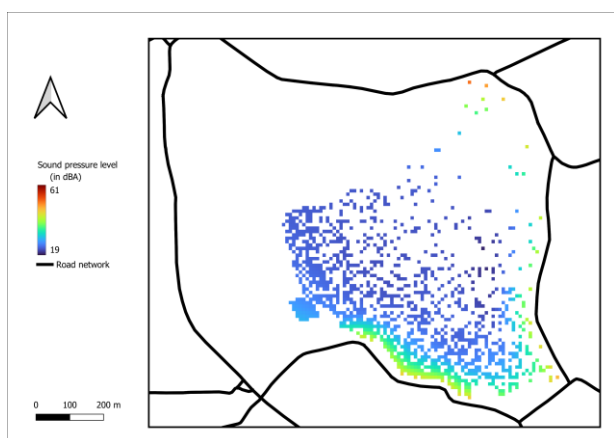 Sound pressure level
(in dBA)
61
19
Road network
0 100 200 m